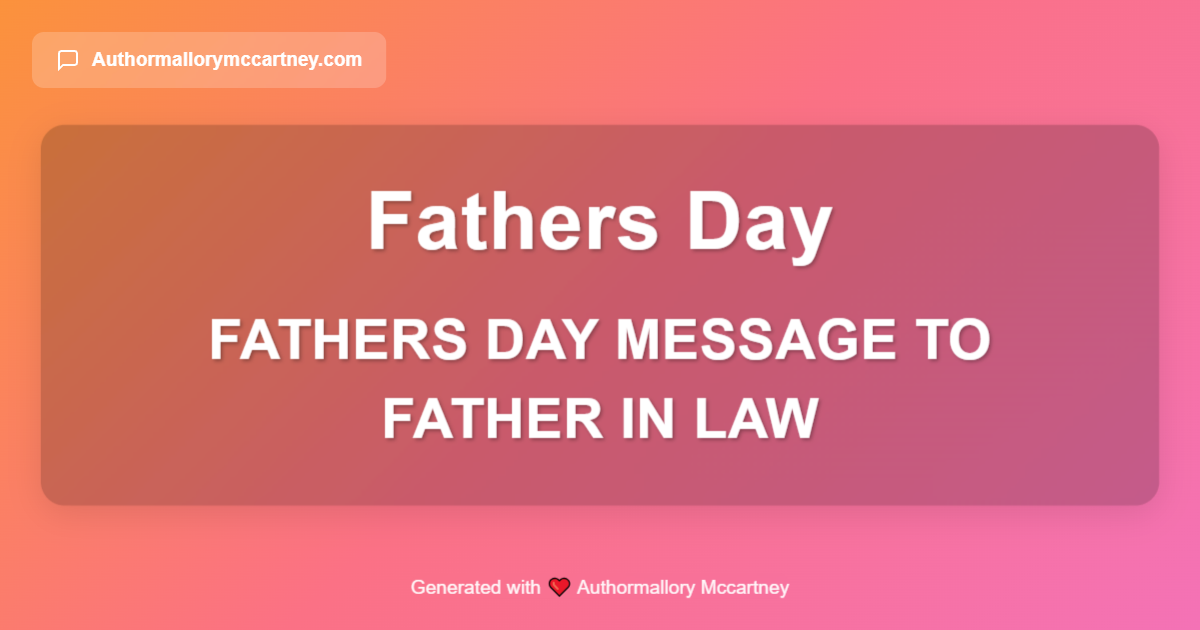 Authormallorymccartney.com
Fathers Day
FATHERS DAY MESSAGE TO
FATHER IN LAW
Generated with ❤️ Authormallory Mccartney